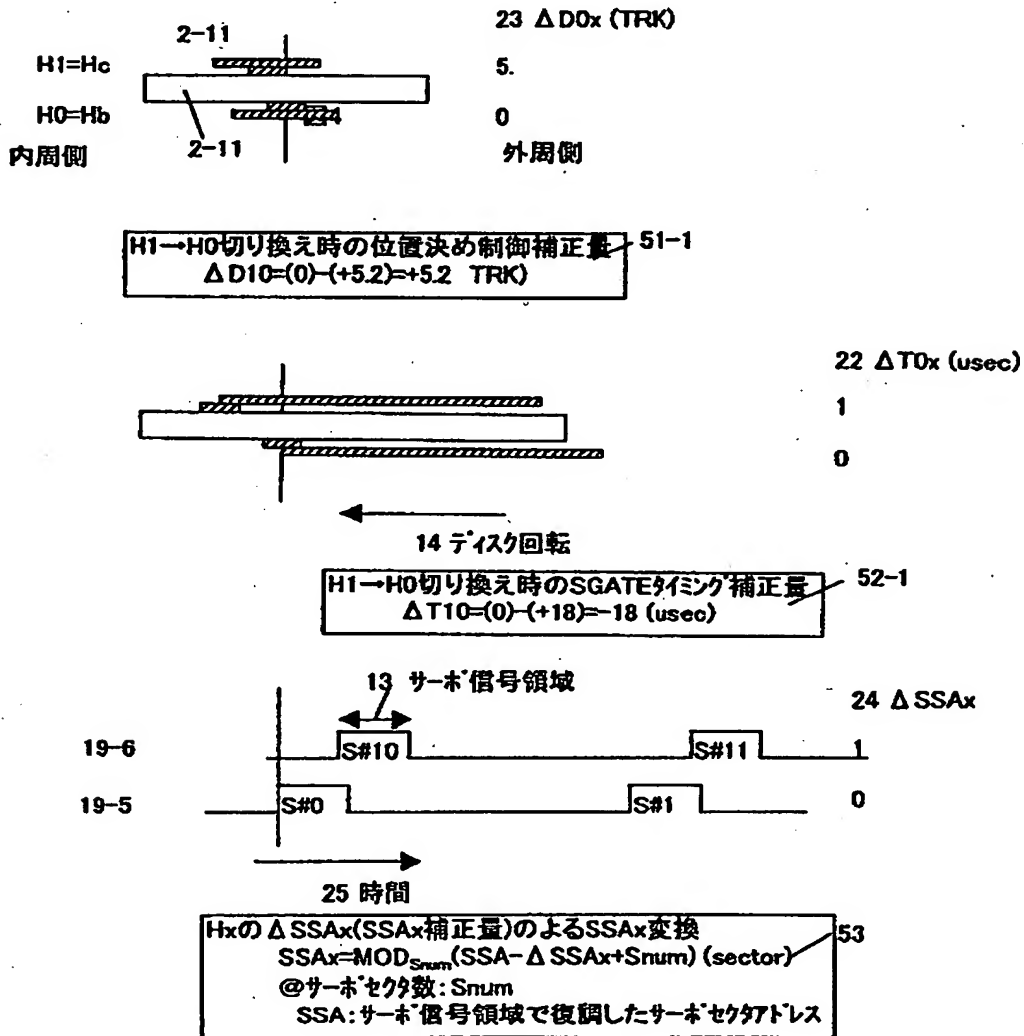 2-11
23 ΔD0x (TRK)
H1=Hc
5.
H0=Hb
0
内周側
2-11
外周側
H1→H0切り換え時の位置決め制御補正量
51-1
ΔD10=(0)-(+5.2)=+5.2 TRK)
22 ΔT0x (usec)
1
0
14 ディスク回転
H1→H0切り換え時のSGATEタイミング補正量
52-1
ΔT10=(0)-(+18)=-18 (usec)
13 サーボ信号領域
24 ΔSSAx
19-6
S#10
S#11
1
19-5
S#0
S#1
0
25 時間
HxのΔSSAx(SSAx補正量)のよるSSAx変換
53
SSAx=MODSnum(SSA-ΔSSAx+Snum) (sector)
@サーボセクタ数: Snum
SSA:サーボ信号領域で復調したサーボセクタアドレス